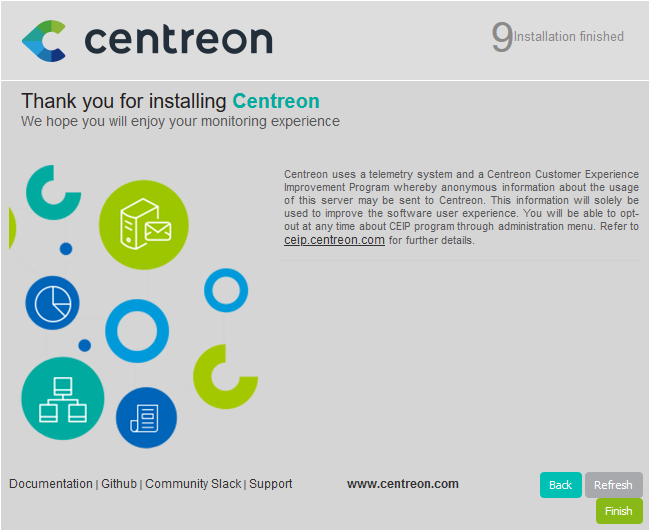 centreon
9 Installation finished
Thank you for installing Centreon
We hope you will enjoy your monitoring experience
Centreon uses a telemetry system and a Centreon Customer Experience
Improvement Program whereby anonymous information about the usage
of this server may be sent to Centreon. This information will solely be
used to improve the software user experience. You will be able to opt-
out at any time about CEIP program through administration menu. Refer to
ceip.centreon.com for further details.
Documentation | Github | Community Slack | Support www.centreon.com Back Refresh
Finish